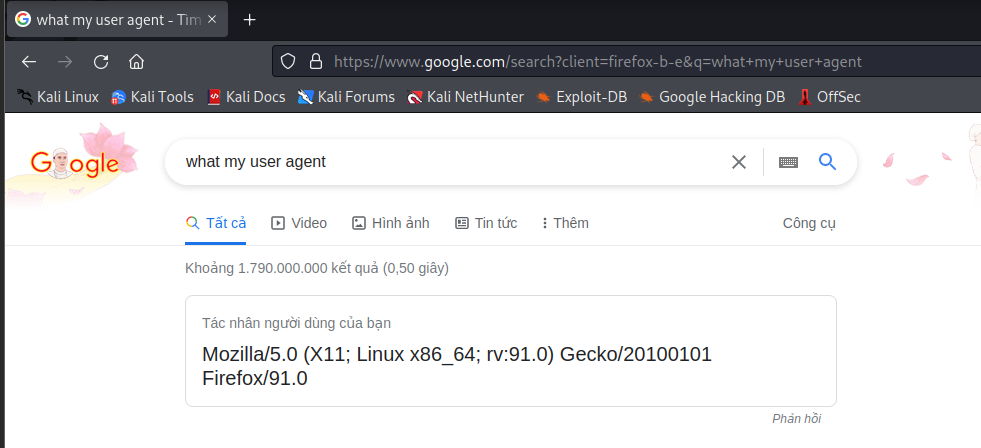 what my user agent - Tim
https://www.google.com/search?client=firefox-b-e&q=what+my+user+agent
Kali Linux Kali Tools Kali Docs Kali Forums Kali NetHunter Exploit-DB Google Hacking DB OffSec
Google what my user agent
Tất cả Video Hình ảnh Tin tức Thêm Công cụ
Khoảng 1.790.000.000 kết quả (0,50 giây)
Tác nhân người dùng của bạn
Mozilla/5.0 (X11; Linux x86_64; rv:91.0) Gecko/20100101
Firefox/91.0
Phản hồi